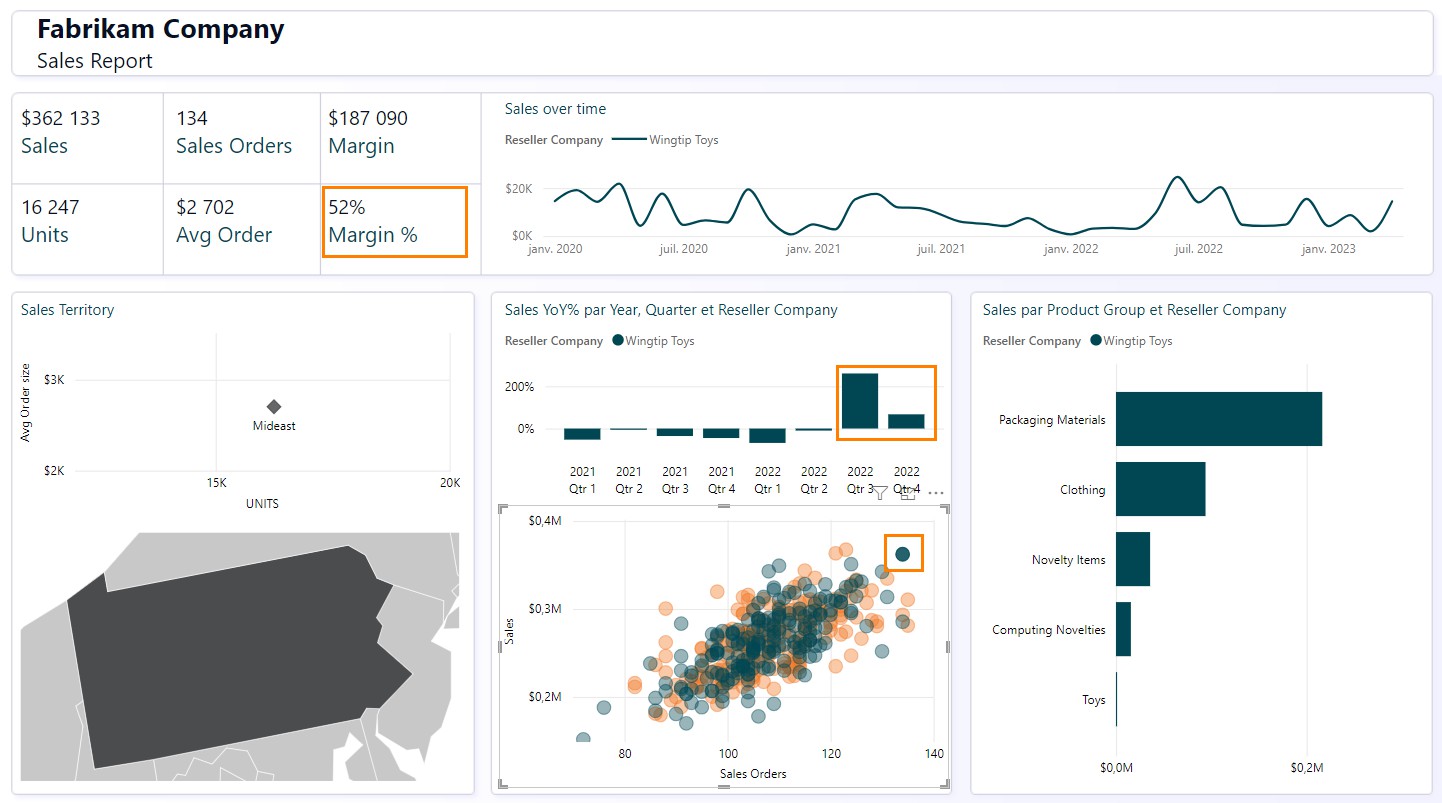 Fabrikam Company
Sales Report
$362 133
Sales
134
Sales Orders
$187 090
Margin
16 247
Units
$2 702
Avg Order
52%
Margin %
Sales over time
Reseller Company Wingtip Toys
$20K
$0K
janv. 2020 juil. 2020 janv. 2021 juil. 2021 janv. 2022 juil. 2022 janv. 2023
Sales Territory
Avg Order size
$3K
$2K
Mideast
15K 20K
UNITS
Sales YoY% par Year, Quarter et Reseller Company
Reseller Company Wingtip Toys
200%
0%
2021 2021 2021 2021 2022 2022 2022 2022
Qtr 1 Qtr 2 Qtr 3 Qtr 4 Qtr 1 Qtr 2 Qtr 3 Qtr 4
$0,4M
$0,3M
$0,2M
Sales
80 100 120 140
Sales Orders
Sales par Product Group et Reseller Company
Reseller Company Wingtip Toys
Packaging Materials
Clothing
Novelty Items
Computing Novelties
Toys
$0,0M $0,2M